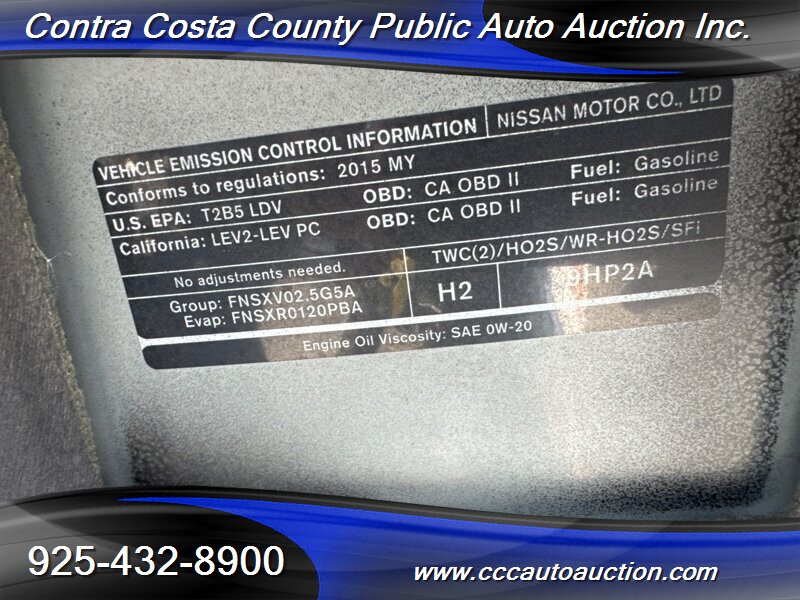 Contra Costa County Public Auto Auction Inc.
VEHICLE EMISSION CONTROL INFORMATION NISSAN MOTOR CO., LTD
Conforms to regulations: 2015 MY
U.S. EPA: T2B5 LDV OBD: CA OBD II Fuel: Gasoline
California: LEV2-LEV PC OBD: CA OBD II Fuel: Gasoline
No adjustments needed. TWC(2)/HO2S/WR-HO2S/SFI
Group: FNSXV02.5G5A
Evap: FNSXR0120PBA
H2 9HP2A
Engine Oil Viscosity: SAE 0W-20
925-432-8900
www.cccautoauction.com